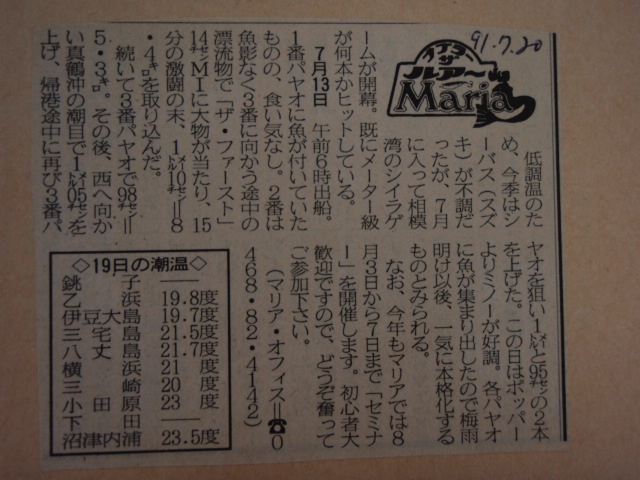 91.7.20
ザ
ルアー
Maria
低調温のた
め、今季はシ
ーバス（スズ
キ）が不調だ
ったが、7月
に入って相模
湾のシイラゲ
ームが開幕。既にメーター級
が何本かヒットしている。
7月13日　午前6時出船。
1番パヤオに魚が付いていた
ものの、食い気なし。2番は
魚影なく3番に向かう途中の
漂流物で「ザ・ファースト」
14㌢MIに大物が当たり、15
分の激闘の末、1㍍10㌢＝8
・4㌔を取り込んだ。
続いて3番パヤオで98㌢＝
5・3㌔。その後、西へ向か
い真鶴沖の潮目で1㍍05㌢を
上げ、帰港途中に再び3番パ
ヤオを狙い1㍍と95㌢の2本
を上げた。この日はポッパー
よりミノーが好調。各パヤオ
に魚が集まり出したので梅雨
明け以後、一気に本格化する
ものとみられる。
なお、今年もマリアでは8
月3日から7日まで「セミナ
ー」を開催します。初心者大
歓迎ですので、どうぞ奮って
ご参加下さい。
（マリア・オフィス＝☎0
468・82・4142）
◇19日の潮温◇
銚子 ――
乙浜 19.8度
伊豆大島 19.7度
三宅島 21.5度
八丈島 21.7度
横浜 21度
三崎 20度
小田原 23度
下田 ――
沼津内浦 23.5度